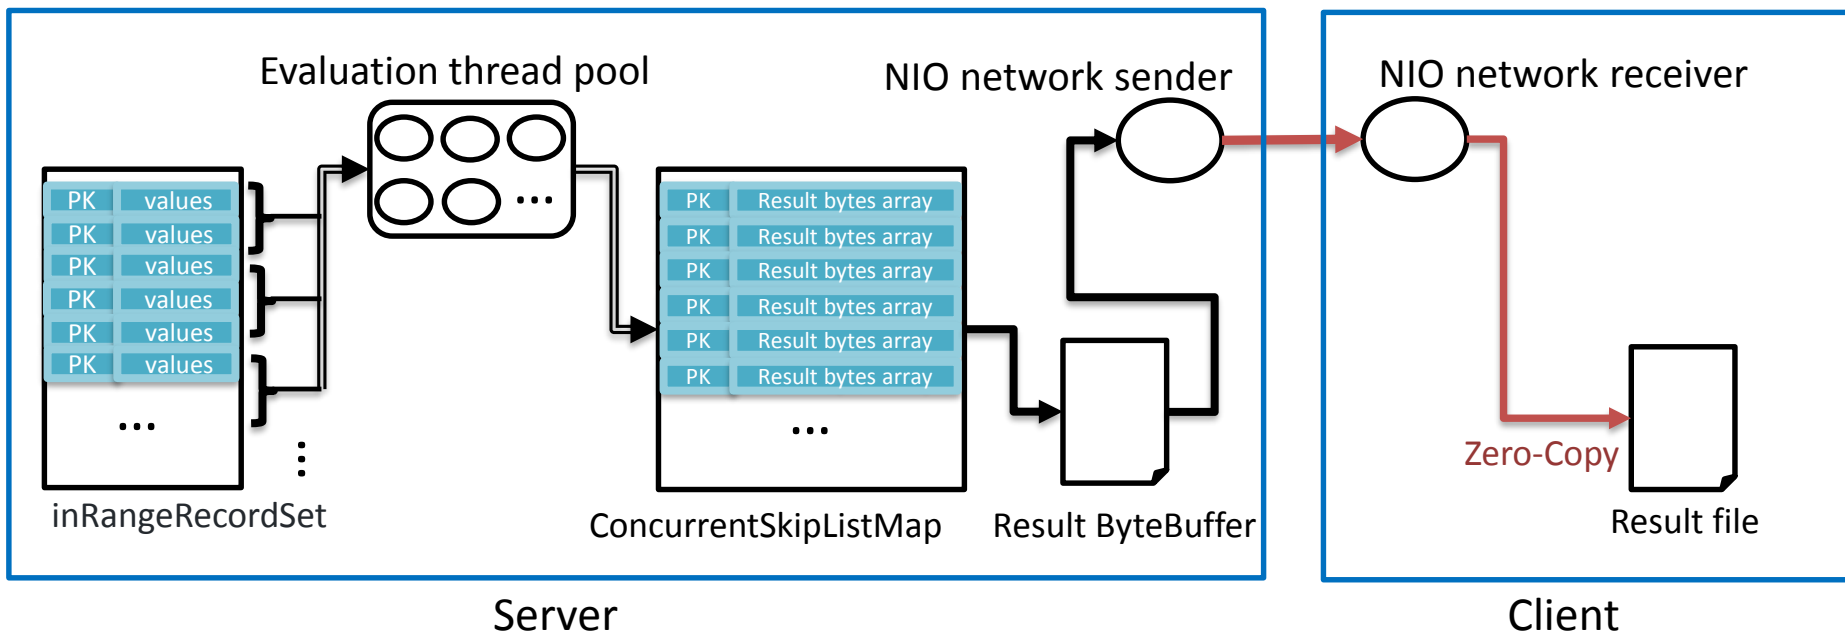 Evaluation thread pool
NIO network sender
NIO network receiver
PK values
PK values
PK values
PK values
PK values
PK values
...
...
inRangeRecordSet
...
PK Result bytes array
PK Result bytes array
PK Result bytes array
PK Result bytes array
PK Result bytes array
PK Result bytes array
...
ConcurrentSkipListMap
Result ByteBuffer
Zero-Copy
Result file
Server
Client